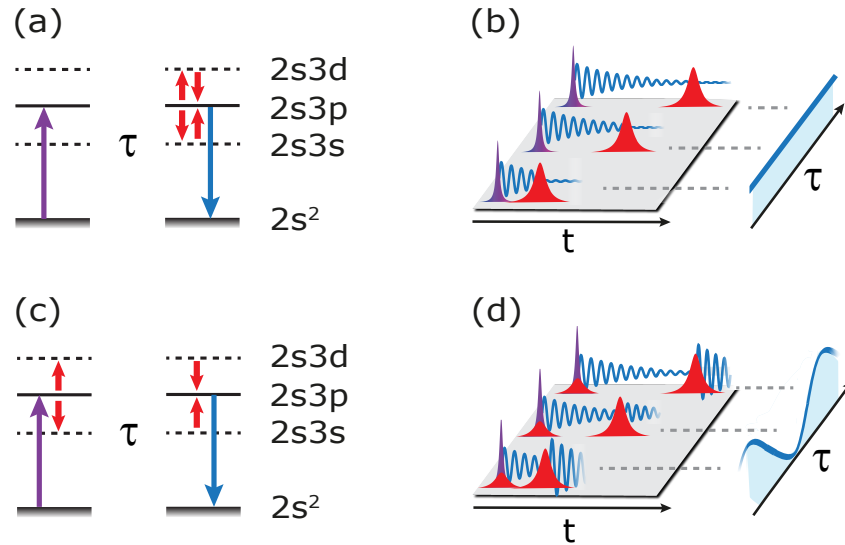 (a)
2s3d
2s3p
τ
2s3s
2s²
(b)
τ
t
(c)
2s3d
2s3p
τ
2s3s
2s²
(d)
τ
t